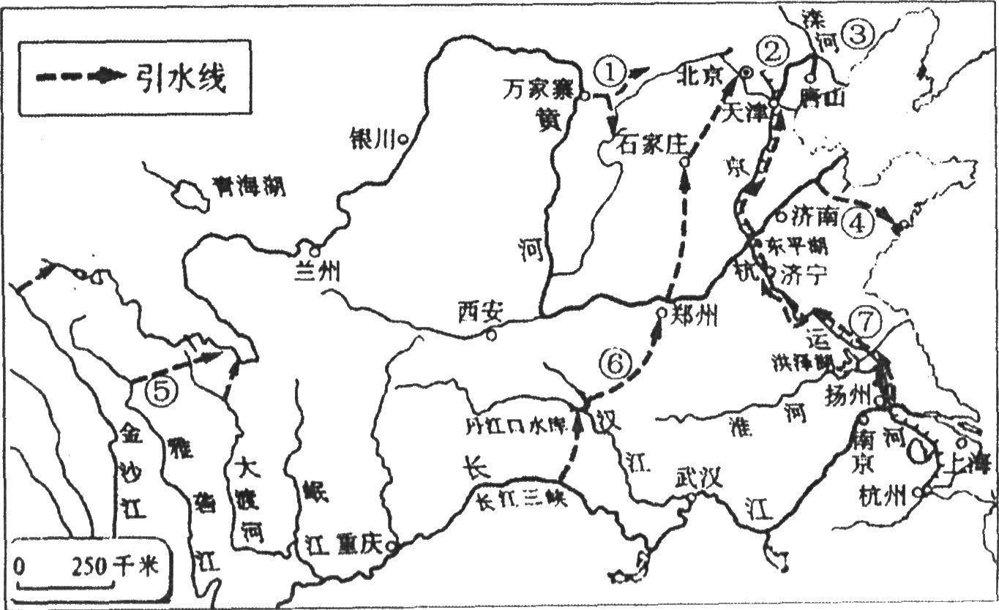 引水线
滦
河
③
②
①
北京
万家寨
唐山
天津
黄
石家庄
银川
京
青海湖
济南
④
河
东平湖
兰州
杭
济宁
西安
郑州
⑦
运
⑥
洪泽湖
⑤
扬州
丹江口水库
汉
淮
河
金
沙
江
雅
砻
江
南
京
河
上海
大
渡
河
长
江
岷
江
武汉
长江三峡
江
杭州
重庆
0 250千米